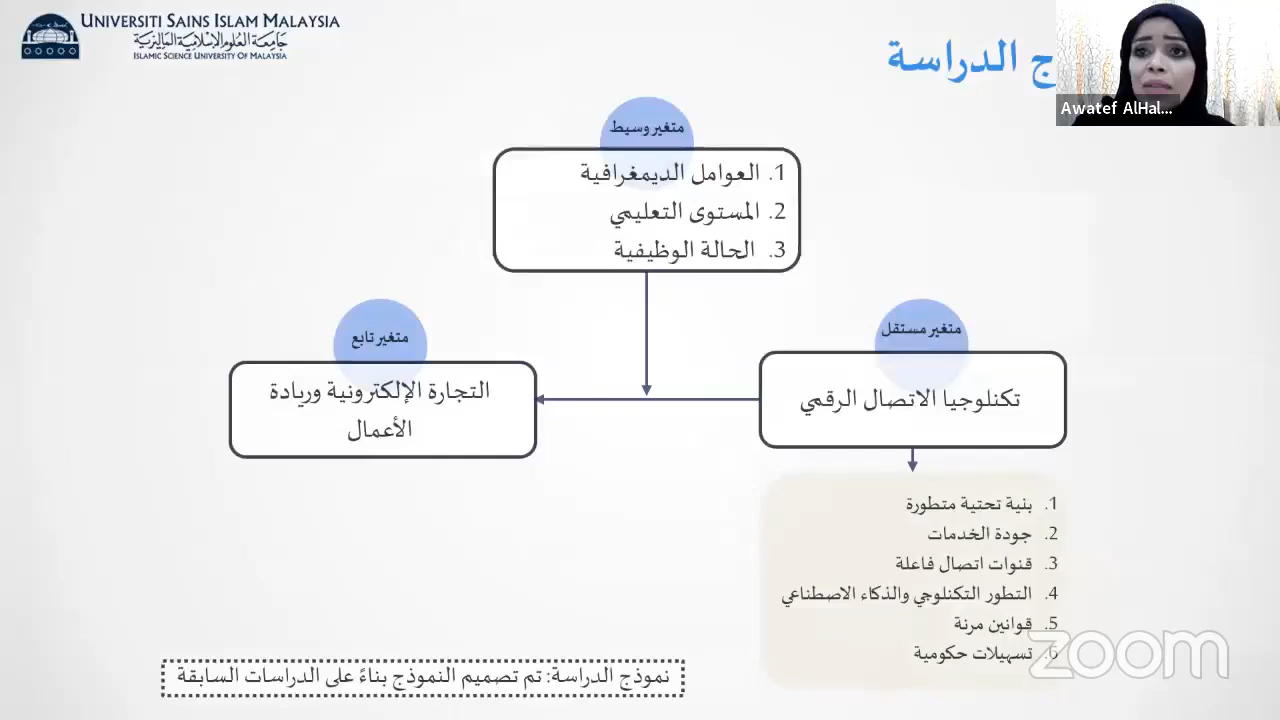 UNIVERSITI SAINS ISLAM MALAYSIA
جامعة العلوم الإسلامية الماليزية
ISLAMIC SCIENCE UNIVERSITY OF MALAYSIA
ج الدراسة
Awatef AlHal...
متغير وسيط
1. العوامل الديمغرافية
2. المستوى التعليمي
3. الحالة الوظيفية
متغير مستقل
تكنلوجيا الاتصال الرقمي
متغير تابع
التجارة الإلكترونية وريادة
الأعمال
1. بنية تحتية متطورة
2. جودة الخدمات
3. قنوات اتصال فاعلة
4. التطور التكنلوجي والذكاء الاصطناعي
5. قوانين مرنة
6. تسهيلات حكومية
نموذج الدراسة: تم تصميم النموذج بناءً على الدراسات السابقة
zoom